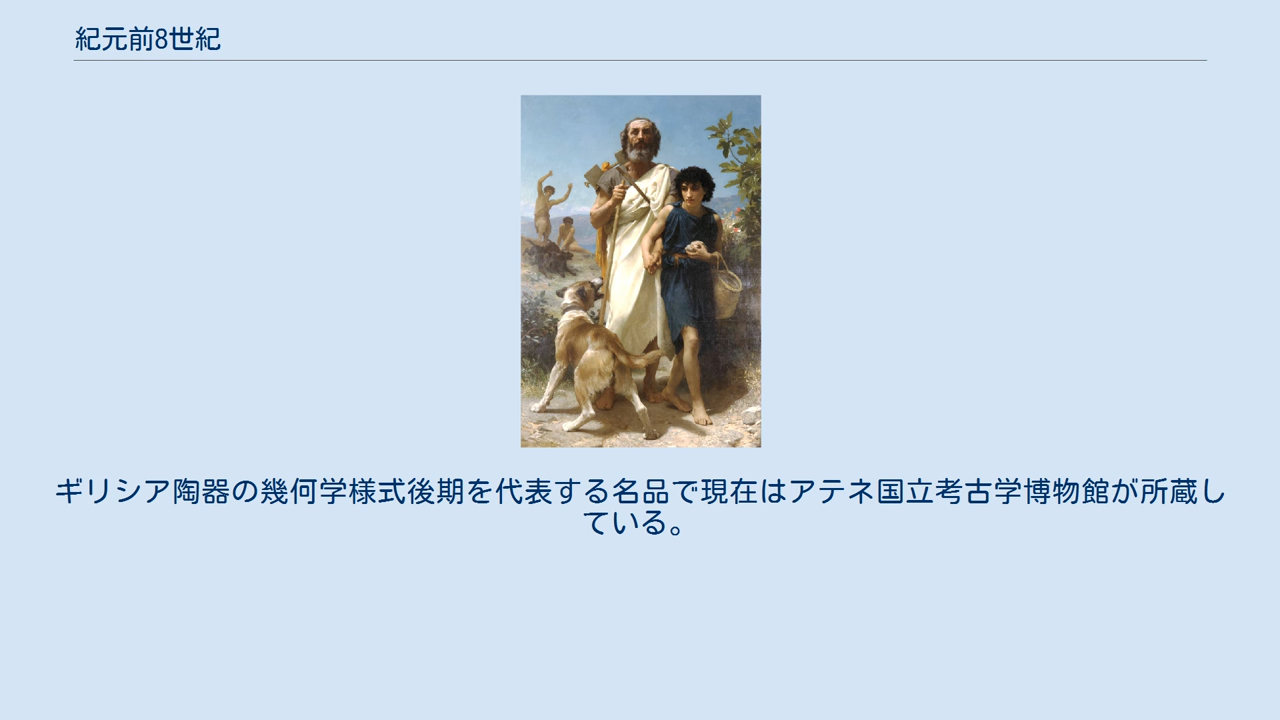 紀元前8世紀
ギリシア陶器の幾何学様式後期を代表する名品で現在はアテネ国立考古学博物館が所蔵し
ている。